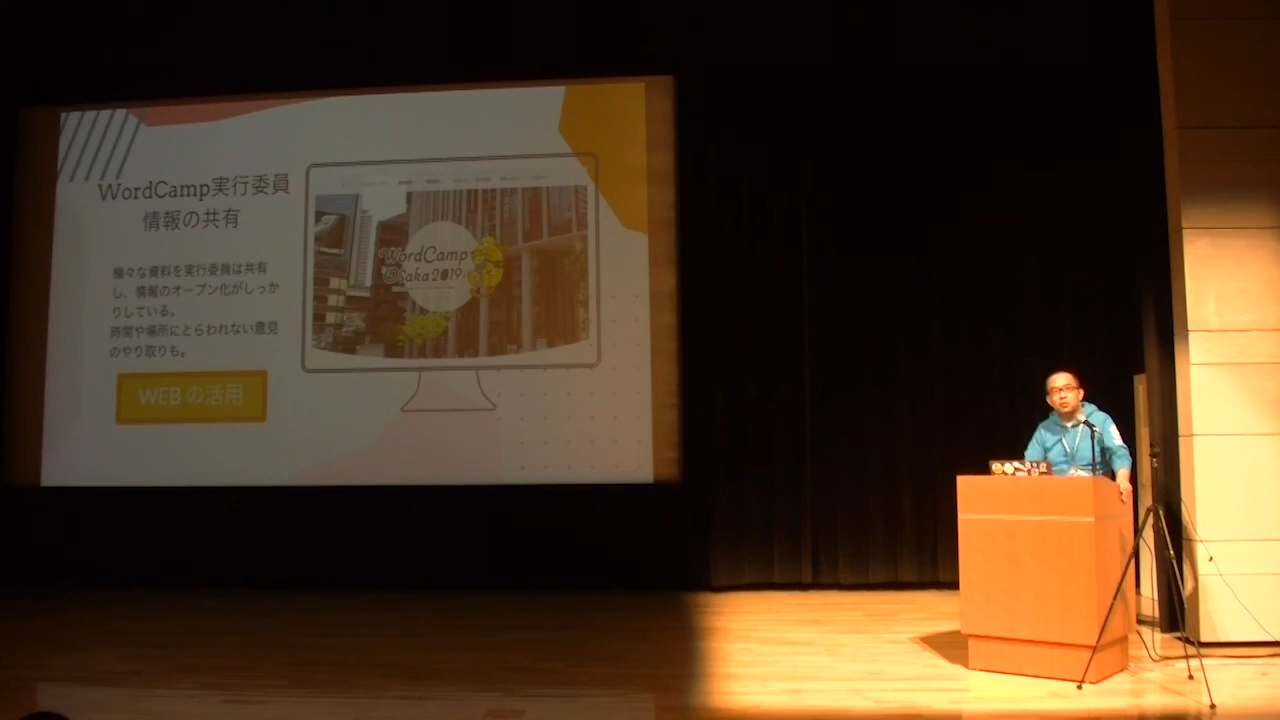 WordCamp実行委員
情報の共有
様々な資料を実行委員は共有
し、情報のオープン化がしっか
りしている。
時間や場所にとらわれない意見
のやり取りも。
WEBの活用
WordCamp
Osaka2019